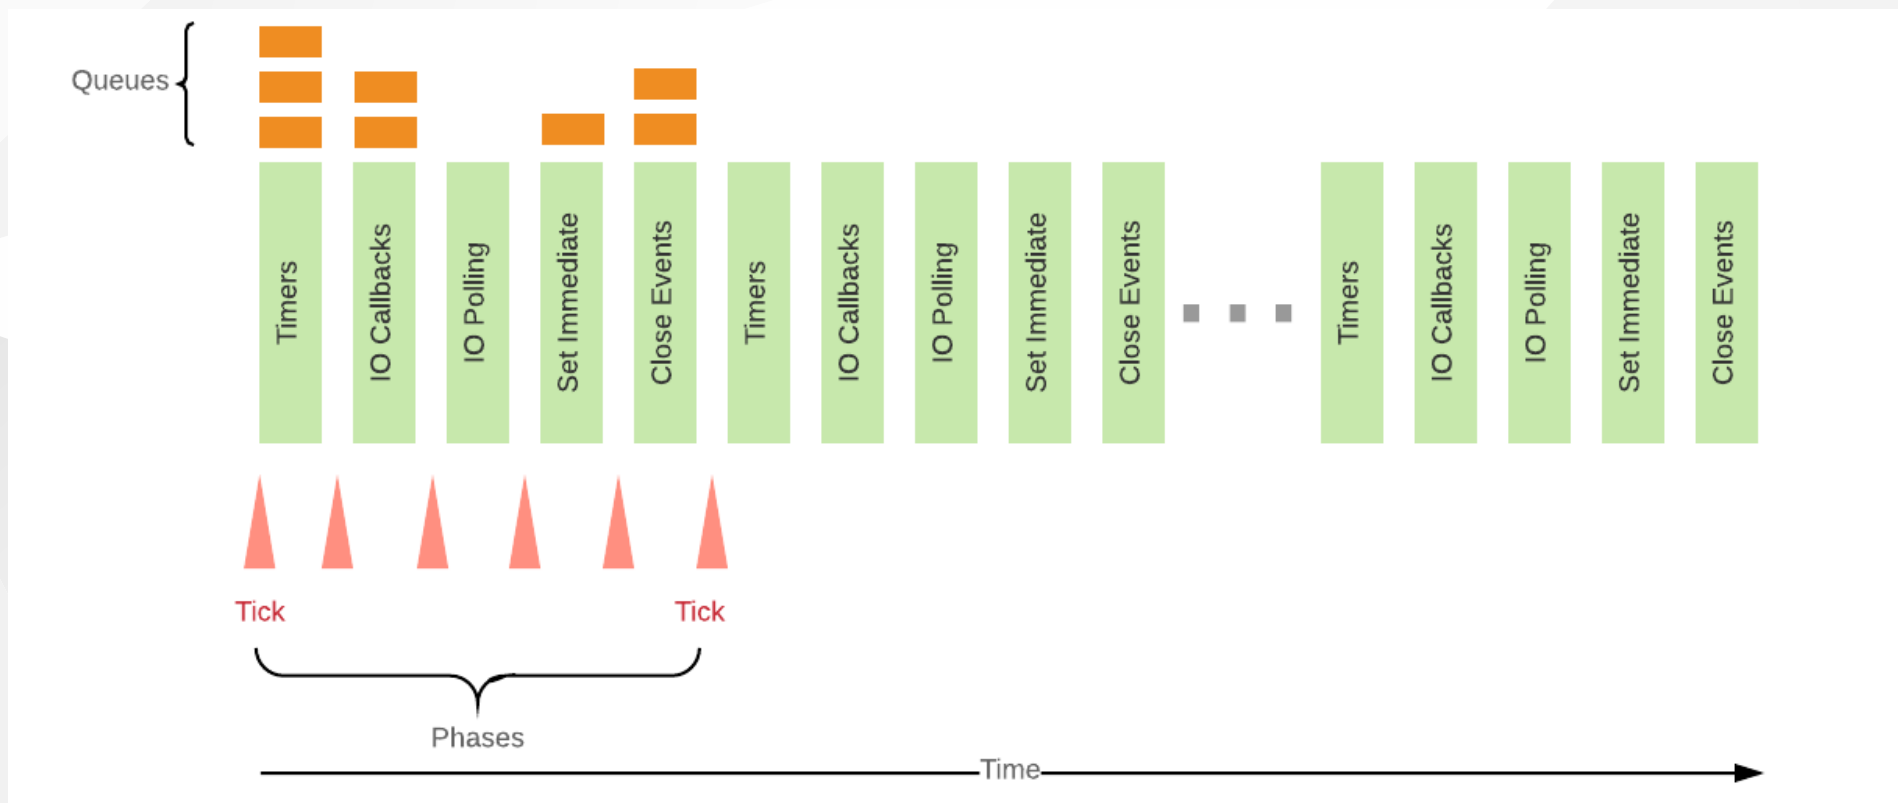 Queues
Timers
IO Callbacks
IO Polling
Set Immediate
Close Events
Timers
IO Callbacks
IO Polling
Set Immediate
Close Events
Timers
IO Callbacks
IO Polling
Set Immediate
Close Events
Tick
Tick
Phases
Time